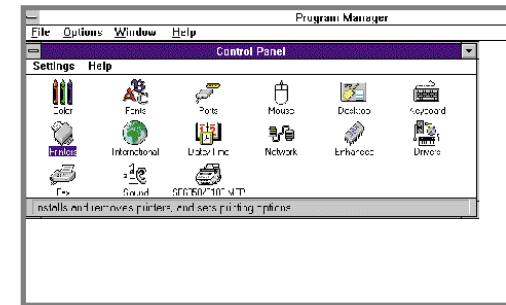 Program Manager
File Options Window Help
Control Panel
Settings Help
Color Fonts Ports Mouse Desktop Keyboard
Printers International Date/Time Network Enhanced Drivers
Fax Sound
Installs and removes printers, and sets printing options